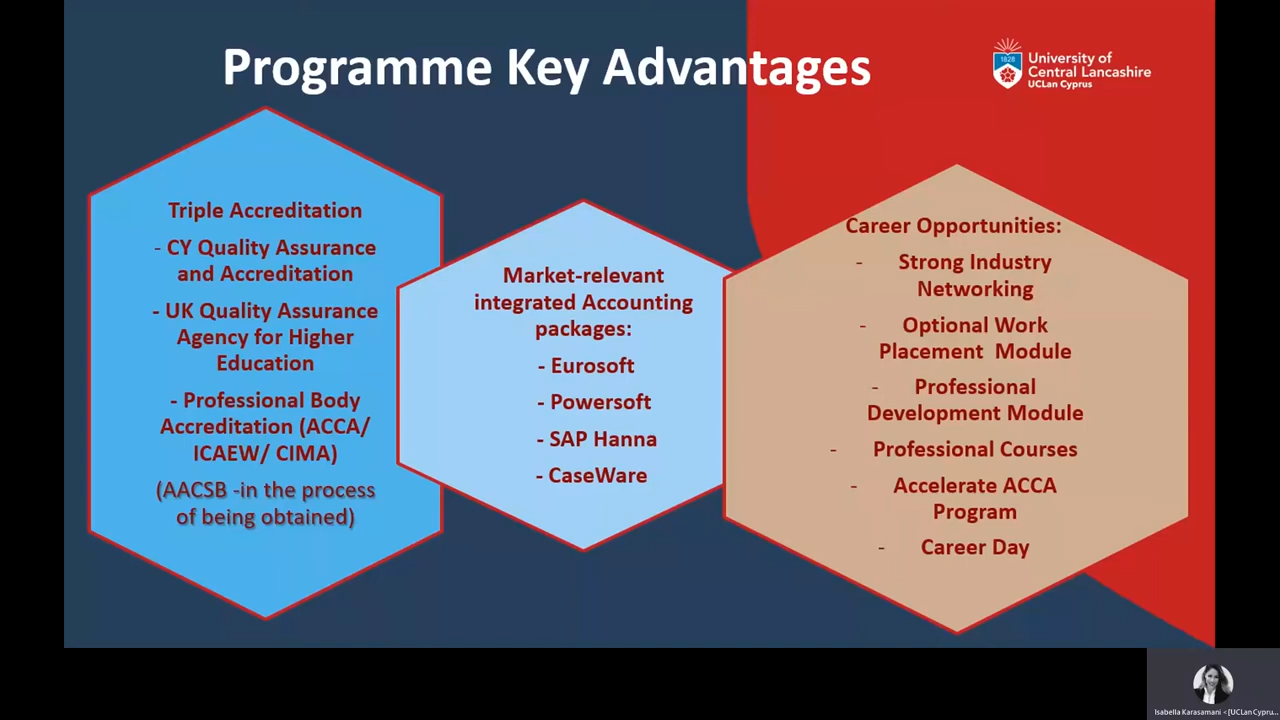 Programme Key Advantages
1828
University of
Central Lancashire
UCLan Cyprus
Triple Accreditation
- CY Quality Assurance
and Accreditation
- UK Quality Assurance
Agency for Higher
Education
- Professional Body
Accreditation (ACCA/
ICAEW/ CIMA)
(AACSB -in the process
of being obtained)
Market-relevant
integrated Accounting
packages:
- Eurosoft
- Powersoft
- SAP Hanna
- CaseWare
Career Opportunities:
- Strong Industry
Networking
- Optional Work
Placement Module
- Professional
Development Module
- Professional Courses
- Accelerate ACCA
Program
- Career Day
Isabella Karasamani <[UCLan Cypru...